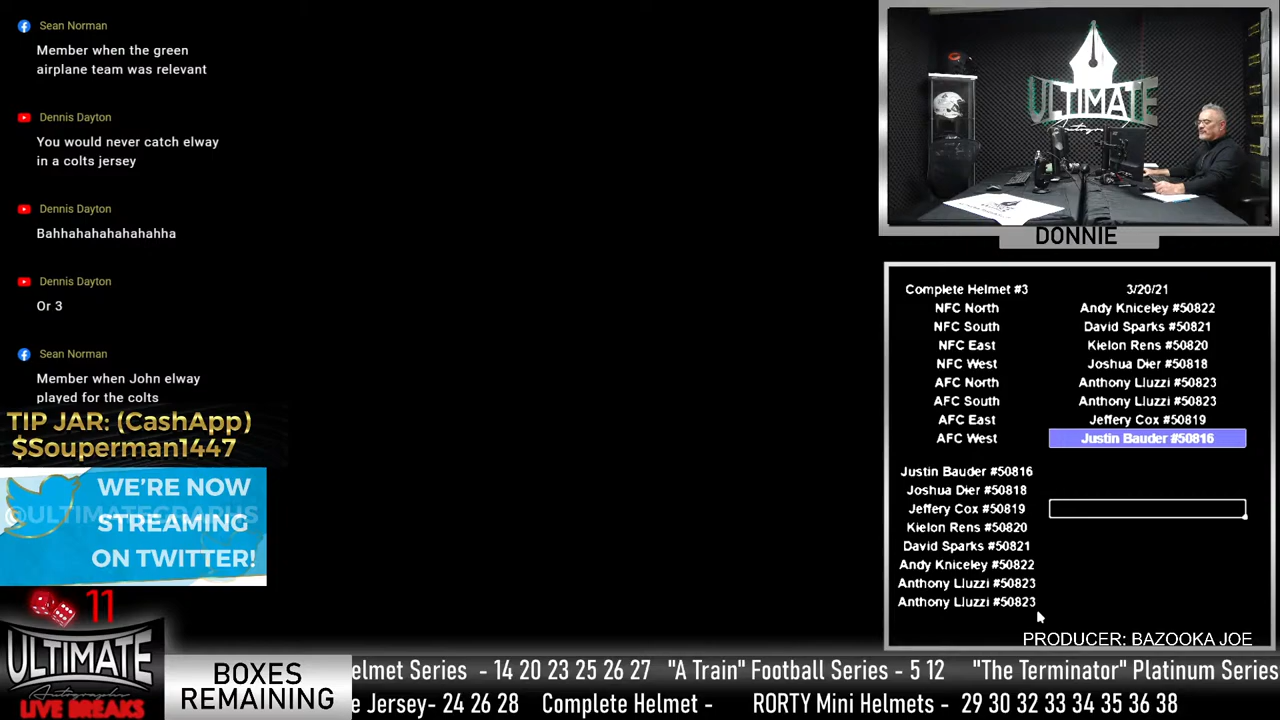 Sean Norman
Member when the green
airplane team was relevant
Dennis Dayton
You would never catch elway
in a colts jersey
Dennis Dayton
Bahhahahahahahahha
Dennis Dayton
Or 3
Sean Norman
Member when John elway
played for the colts
TIP JAR: (CashApp)
$Souperman1447
WE'RE NOW
STREAMING
ON TWITTER!
11
ULTIMATE
Autographs
LIVE BREAKS
ULTIMATE
Autographs
DONNIE
Complete Helmet #3 3/20/21
NFC North Andy Kniceley #50822
NFC South David Sparks #50821
NFC East Kielon Rens #50820
NFC West Joshua Dier #50818
AFC North Anthony Lluzzi #50823
AFC South Anthony Lluzzi #50823
AFC East Jeffery Cox #50819
AFC West Justin Bauder #50816
Justin Bauder #50816
Joshua Dier #50818
Jeffery Cox #50819
Kielon Rens #50820
David Sparks #50821
Andy Kniceley #50822
Anthony Lluzzi #50823
Anthony Lluzzi #50823
PRODUCER: BAZOOKA JOE
BOXES
REMAINING
elmet Series - 14 20 23 25 26 27 "A Train" Football Series - 5 12 "The Terminator" Platinum Series
e Jersey- 24 26 28 Complete Helmet - RORTY Mini Helmets - 29 30 32 33 34 35 36 38